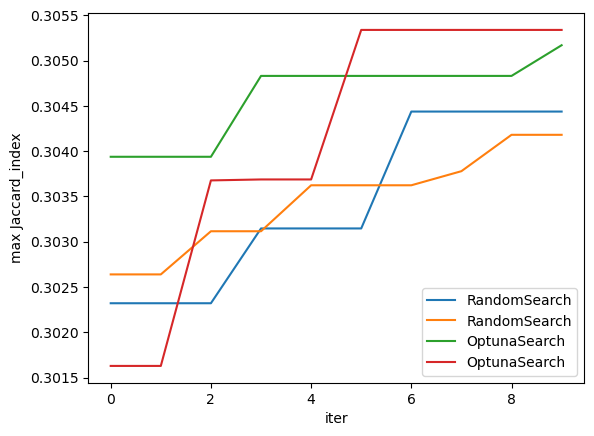 max Jaccard_index
0.3055
0.3050
0.3045
0.3040
0.3035
0.3030
0.3025
0.3020
0.3015
RandomSearch
RandomSearch
OptunaSearch
OptunaSearch
0 2 4 6 8
iter